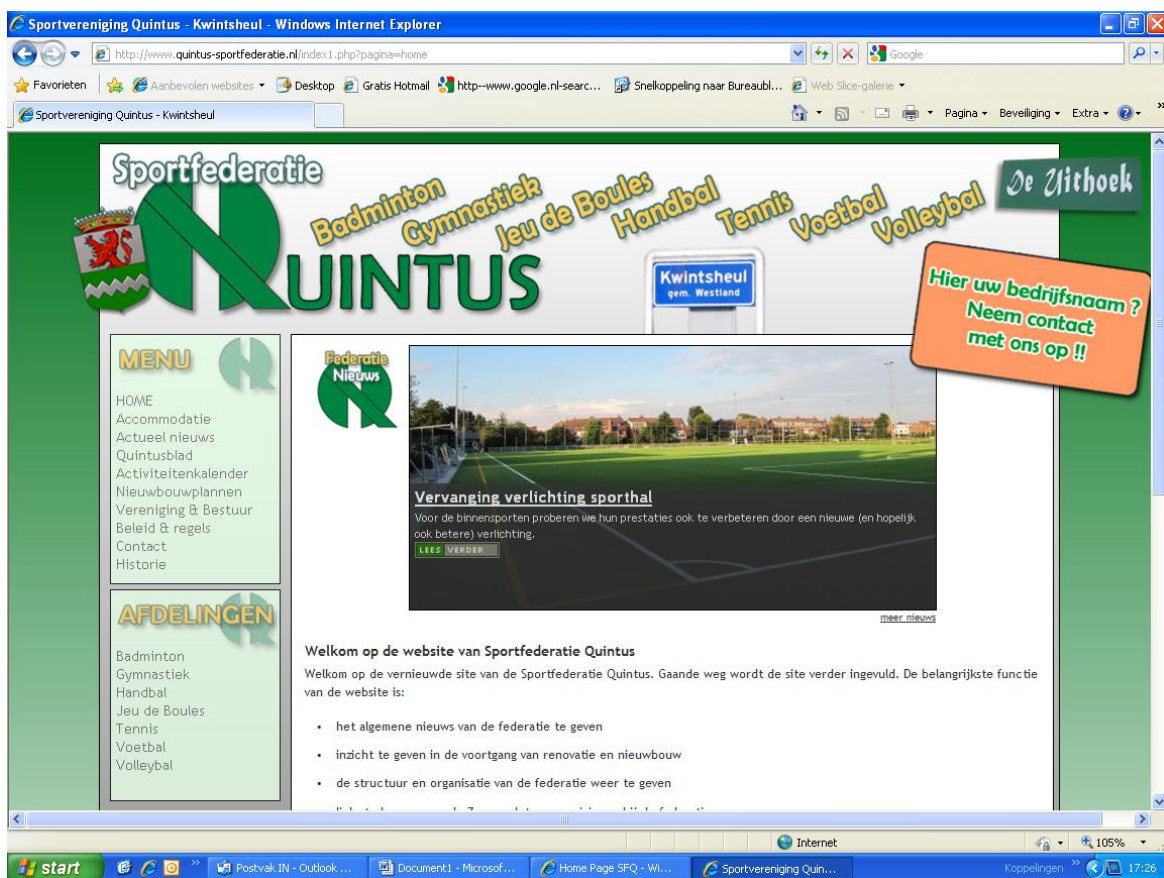 Sportvereniging Quintus - Kwintsheul - Windows Internet Explorer
http://www.quintus-sportfederatie.nl/index1.php?pagina=home
Google
Favorieten Aanbevolen websites Desktop Gratis Hotmail http--www.google.nl-searc... Snelkoppeling naar Bureaubl... Web Slice-galerie
Sportvereniging Quintus - Kwintsheul
Pagina Beveiliging Extra
Sportfederatie
QUINTUS
Badminton
Gymnastiek
Jeu de Boules
Handbal
Tennis
Voetbal
Volleybal
De Uithoek
Kwintsheul
gem. Westland
Hier uw bedrijfsnaam ?
Neem contact
met ons op !!
MENU
HOME
Accommodatie
Actueel nieuws
Quintusblad
Activiteitenkalender
Nieuwbouwplannen
Vereniging & Bestuur
Beleid & regels
Contact
Historie
AFDELINGEN
Badminton
Gymnastiek
Handbal
Jeu de Boules
Tennis
Voetbal
Volleybal
Federatie
Nieuws
Vervanging verlichting sporthal
Voor de binnensporten proberen we hun prestaties ook te verbeteren door een nieuwe (en hopelijk
ook betere) verlichting.
LEES VERDER
meer nieuws
Welkom op de website van Sportfederatie Quintus
Welkom op de vernieuwde site van de Sportfederatie Quintus. Gaande weg wordt de site verder ingevuld. De belangrijkste functie
van de website is:
• het algemene nieuws van de federatie te geven
• inzicht te geven in de voortgang van renovatie en nieuwbouw
• de structuur en organisatie van de federatie weer te geven
Internet
105%
start
Postvak IN - Outlook ...
Document1 - Microsof...
Home Page SFQ - Wi...
Sportvereniging Quin...
Koppelingen
17:26